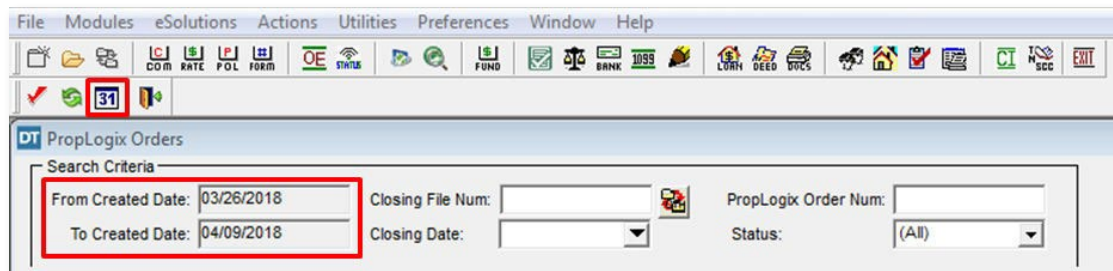 File Modules eSolutions Actions Utilities Preferences Window Help
C COM $ RATE P POL # FORM OE STATUS $ FUND BANK 1099 LOAN DEED DOCS CI NSCC EXIT
31
DT PropLogix Orders
Search Criteria
From Created Date: 03/26/2018 Closing File Num: PropLogix Order Num:
To Created Date: 04/09/2018 Closing Date: Status: (All)